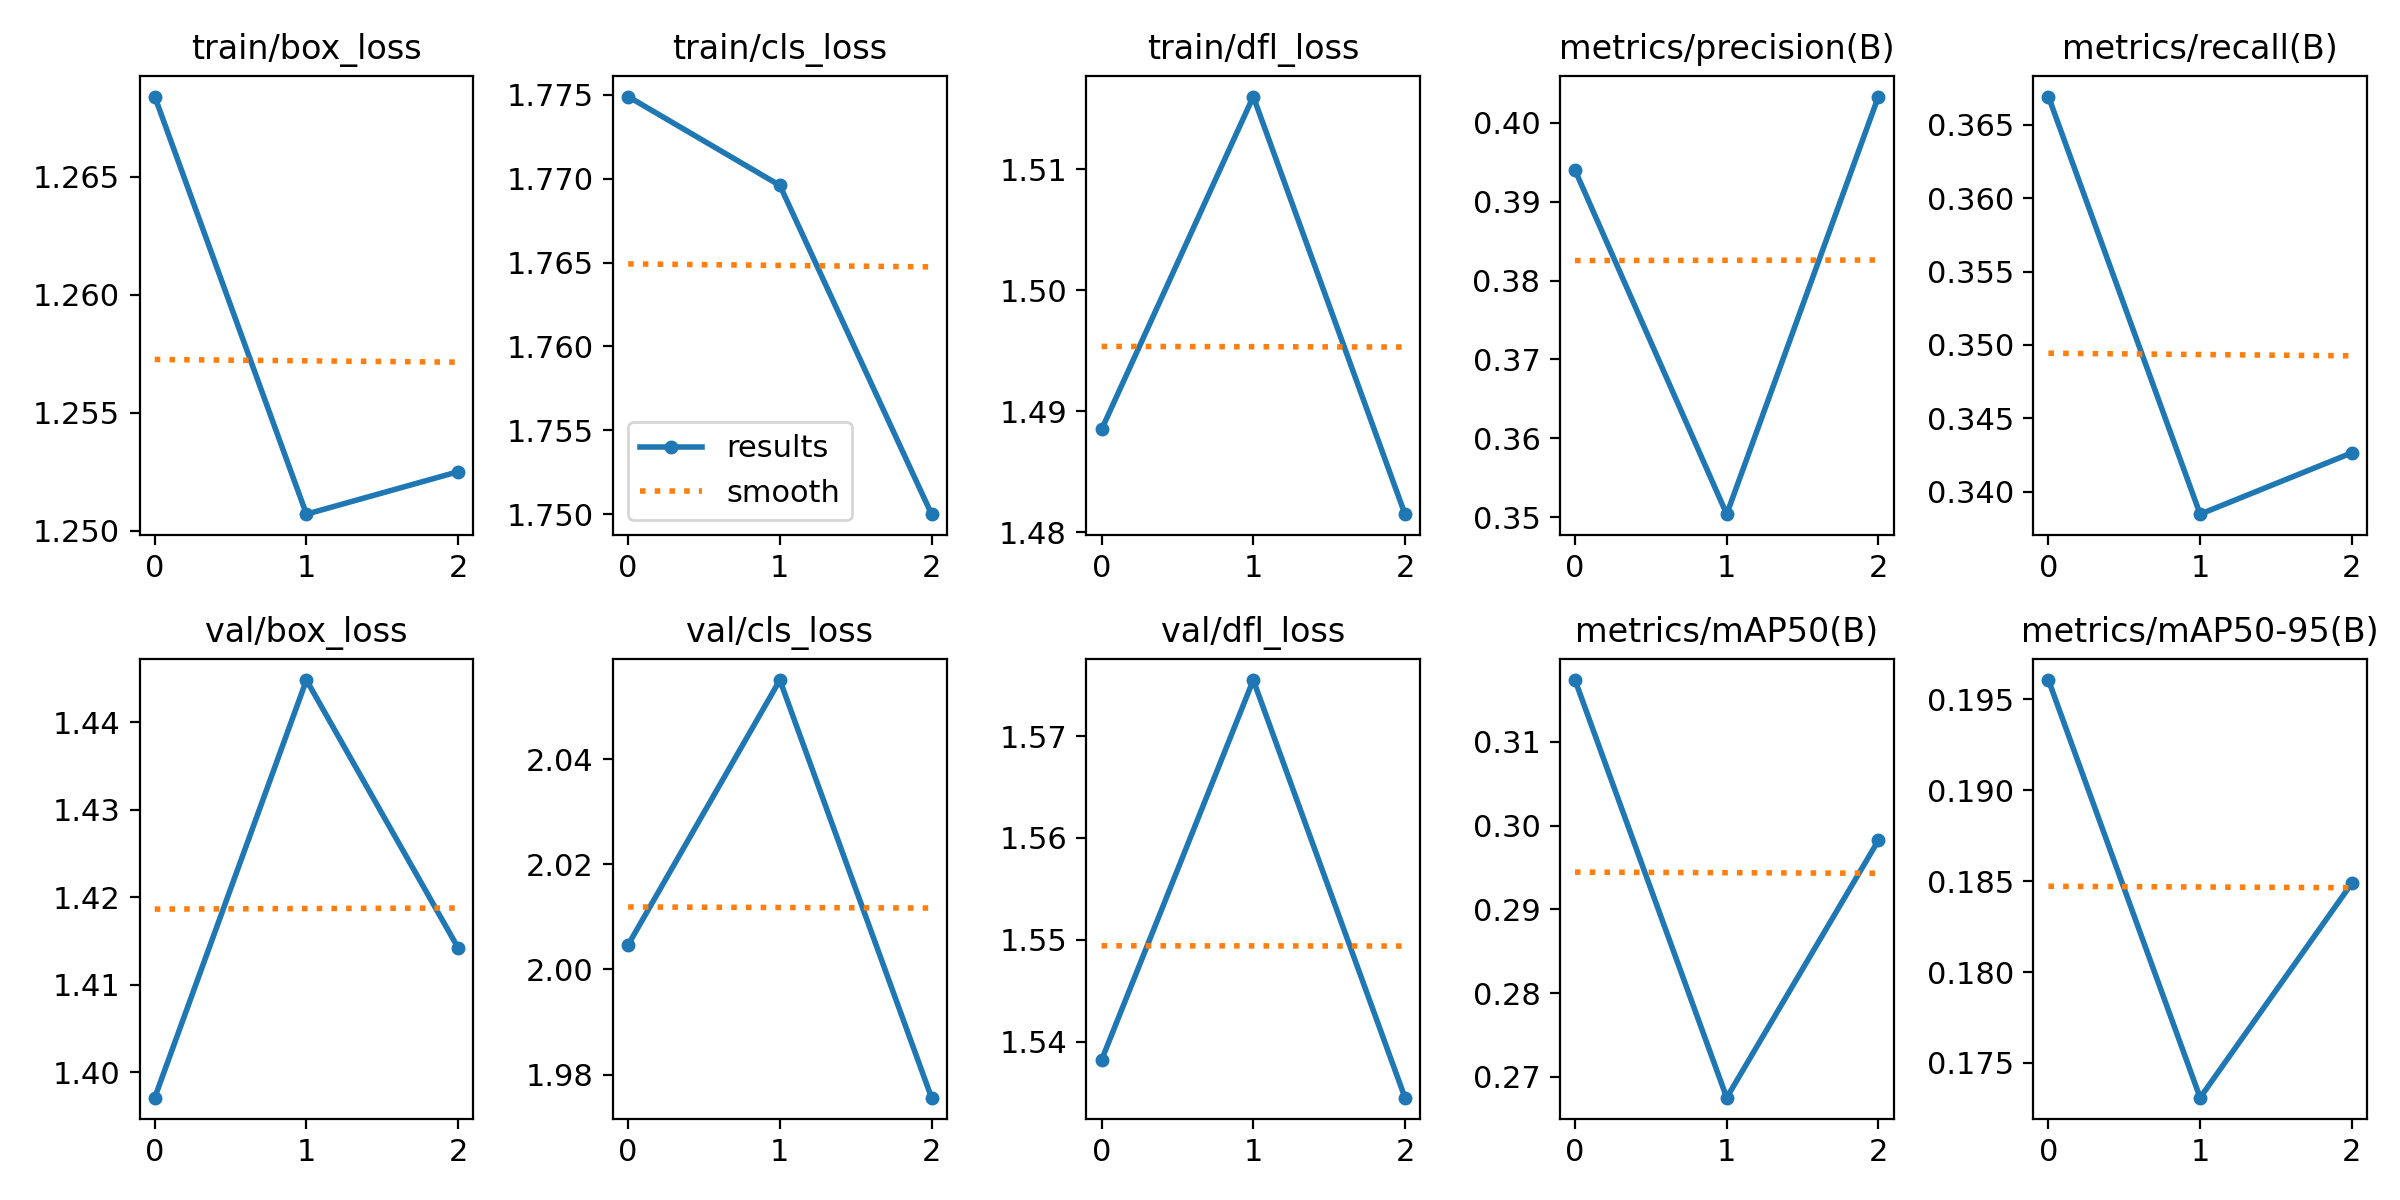 train/box_loss
1.265
1.260
1.255
1.250
0 1 2
train/cls_loss
1.775
1.770
1.765
1.760
1.755
1.750
results
smooth
0 1 2
train/dfl_loss
1.51
1.50
1.49
1.48
0 1 2
metrics/precision(B)
0.40
0.39
0.38
0.37
0.36
0.35
0 1 2
metrics/recall(B)
0.365
0.360
0.355
0.350
0.345
0.340
0 1 2
val/box_loss
1.44
1.43
1.42
1.41
1.40
0 1 2
val/cls_loss
2.04
2.02
2.00
1.98
0 1 2
val/dfl_loss
1.57
1.56
1.55
1.54
0 1 2
metrics/mAP50(B)
0.31
0.30
0.29
0.28
0.27
0 1 2
metrics/mAP50-95(B)
0.195
0.190
0.185
0.180
0.175
0 1 2